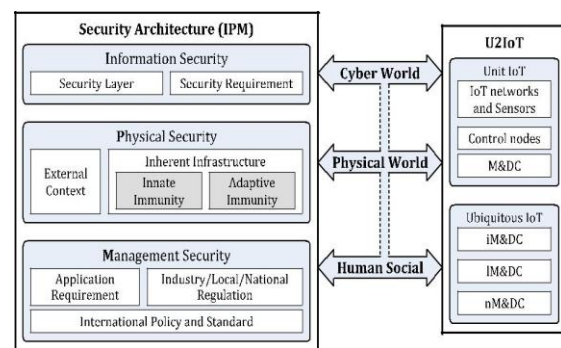 Security Architecture (IPM)
Information Security
Security Layer
Security Requirement
Physical Security
External
Context
Inherent Infrastructure
Innate
Immunity
Adaptive
Immunity
Management Security
Application
Requirement
Industry/Local/National
Regulation
International Policy and Standard
Cyber World
Physical World
Human Social
U2IoT
Unit IoT
IoT networks
and Sensors
Control nodes
M&DC
Ubiquitous IoT
iM&DC
lM&DC
nM&DC